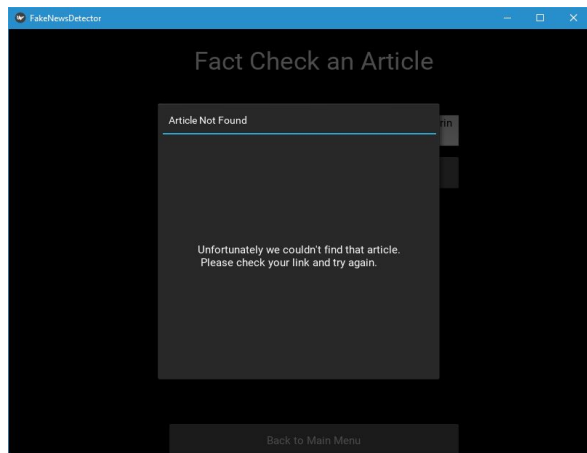 FakeNewsDetector
Fact Check an Article
Article Not Found
Unfortunately we couldn't find that article.
Please check your link and try again.
Back to Main Menu